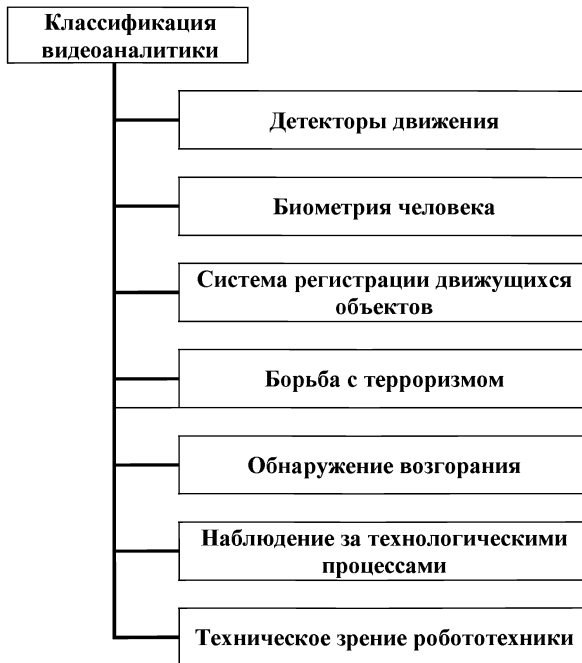 Классификация
видеоаналитики
Детекторы движения
Биометрия человека
Система регистрации движущихся
объектов
Борьба с терроризмом
Обнаружение возгорания
Наблюдение за технологическими
процессами
Техническое зрение робототехники